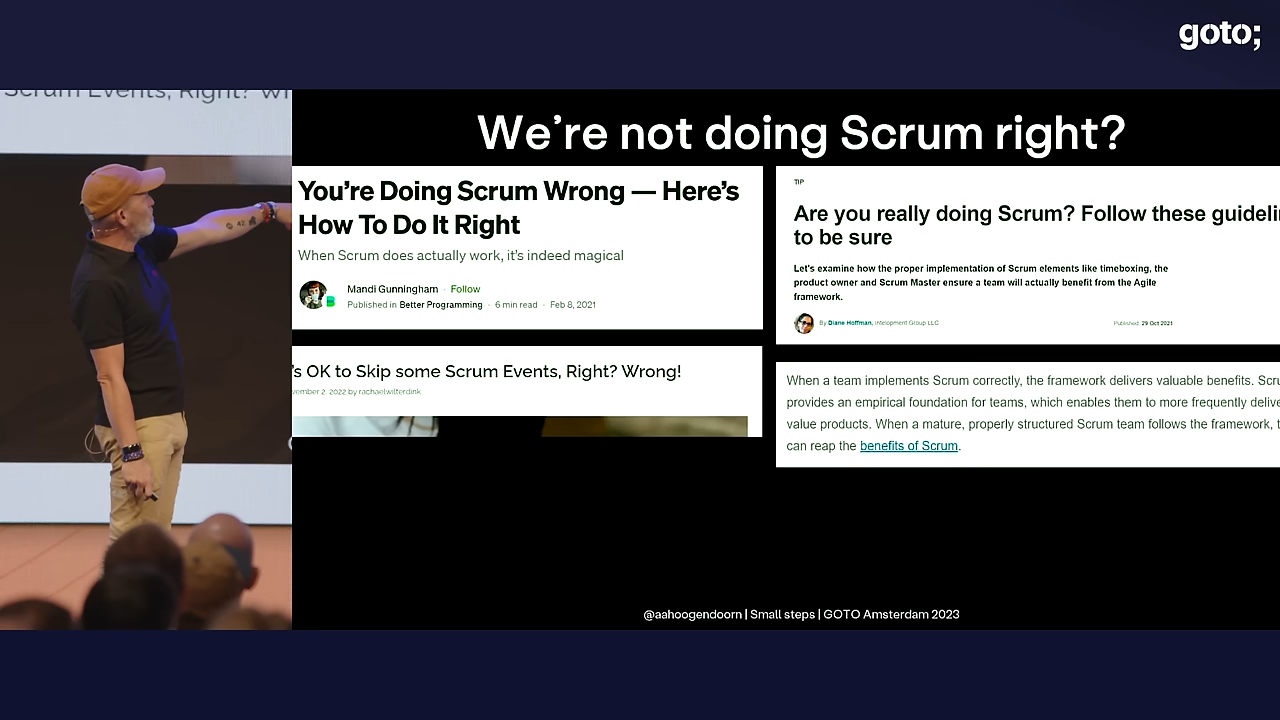 goto;
Scrum Events, Right?
We're not doing Scrum right?
You're Doing Scrum Wrong — Here's
How To Do It Right
When Scrum does actually work, it's indeed magical
Mandi Gunningham · Follow
Published in Better Programming · 6 min read · Feb 8, 2021
's OK to Skip some Scrum Events, Right? Wrong!
vember 2, 2022 by rachaelwilterdink
TIP
Are you really doing Scrum? Follow these guideli
to be sure
Let's examine how the proper implementation of Scrum elements like timeboxing, the
product owner and Scrum Master ensure a team will actually benefit from the Agile
framework.
By Diane Hoffman, Intelopment Group LLC
Published: 29 Oct 2021
When a team implements Scrum correctly, the framework delivers valuable benefits. Scru
provides an empirical foundation for teams, which enables them to more frequently delive
value products. When a mature, properly structured Scrum team follows the framework, t
can reap the benefits of Scrum.
@aahoogendoorn | Small steps | GOTO Amsterdam 2023